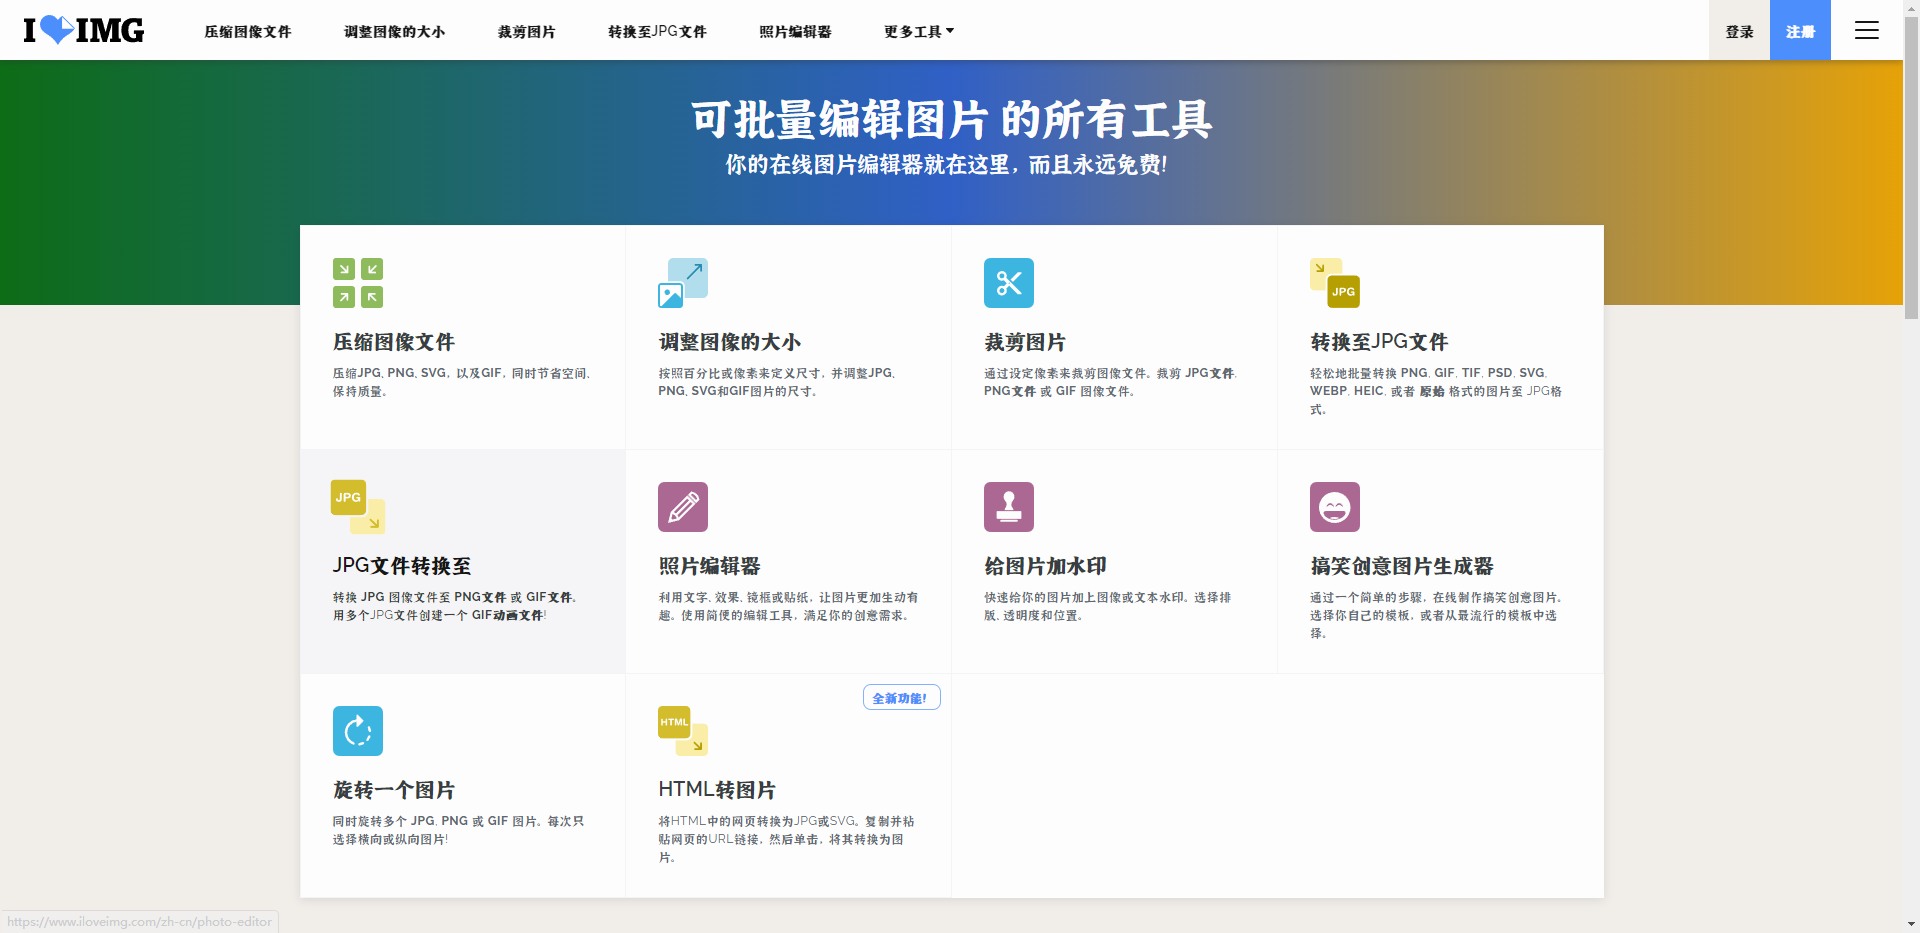 I IMG
压缩图像文件 调整图像的大小 裁剪图片 转换至JPG文件 照片编辑器 更多工具 登录 注册
可批量编辑图片 的所有工具
你的在线图片编辑器就在这里，而且永远免费!
压缩图像文件
压缩JPG, PNG, SVG，以及GIF，同时节省空间,
保持质量。
调整图像的大小
按照百分比或像素来定义尺寸，并调整JPG,
PNG, SVG和GIF图片的尺寸。
裁剪图片
通过设定像素来裁剪图像文件。裁剪 JPG文件,
PNG文件 或 GIF 图像文件。
JPG
转换至JPG文件
轻松地批量转换 PNG, GIF, TIF, PSD, SVG,
WEBP, HEIC, 或者 原始 格式的图片至 JPG格
式。
JPG
JPG文件转换至
转换 JPG 图像文件至 PNG文件 或 GIF文件。
用多个JPG文件创建一个 GIF动画文件!
照片编辑器
利用文字, 效果, 镜框或贴纸，让图片更加生动有
趣。使用简便的编辑工具，满足你的创意需求。
给图片加水印
快速给你的图片加上图像或文本水印。选择排
版, 透明度和位置。
搞笑创意图片生成器
通过一个简单的步骤，在线制作搞笑创意图片。
选择你自己的模板，或者从最流行的模板中选
择。
旋转一个图片
同时旋转多个 JPG, PNG 或 GIF 图片。每次只
选择横向或纵向图片!
全新功能!
HTML
HTML转图片
将HTML中的网页转换为JPG或SVG。复制并粘
贴网页的URL链接，然后单击，将其转换为图
片。
https://www.iloveimg.com/zh-cn/photo-editor